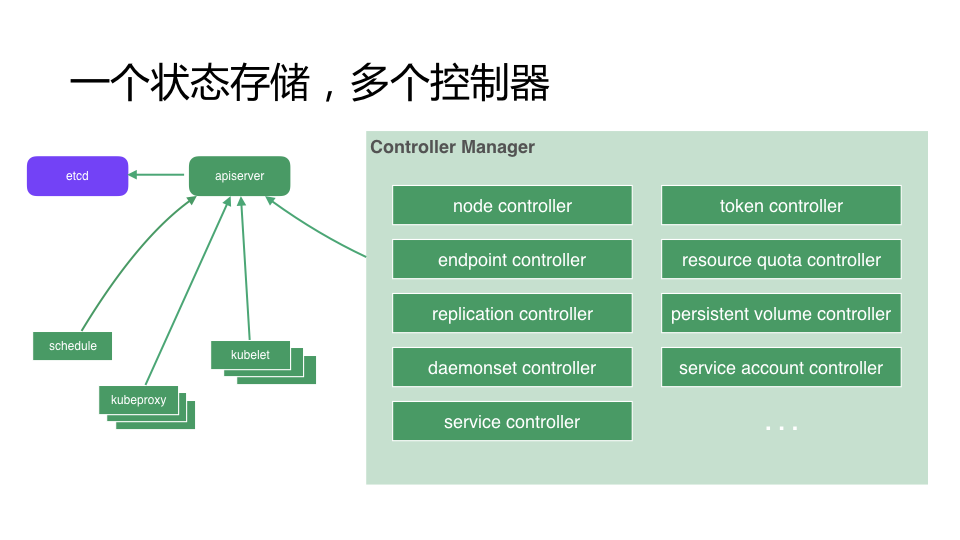 一个状态存储，多个控制器
etcd
apiserver
schedule
kubeproxy
kubelet
Controller Manager
node controller
token controller
endpoint controller
resource quota controller
replication controller
persistent volume controller
daemonset controller
service account controller
service controller
...